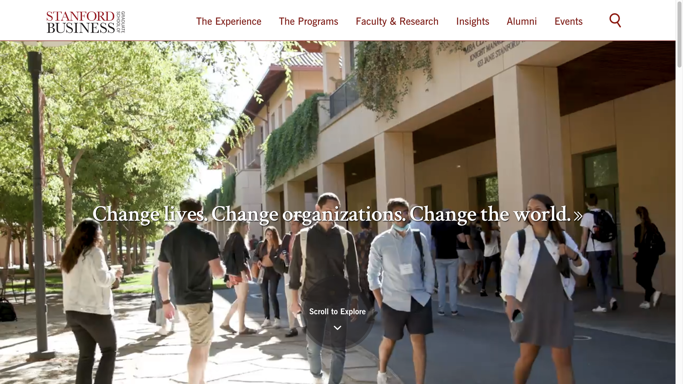 STANFORD
BUSINESS
GRADUATE
SCHOOL OF
The Experience
The Programs
Faculty & Research
Insights
Alumni
Events
KNIGHT MANAGEMENT
655 KNIGHT WAY STANFORD
Change lives. Change organizations. Change the world. »
Scroll to Explore